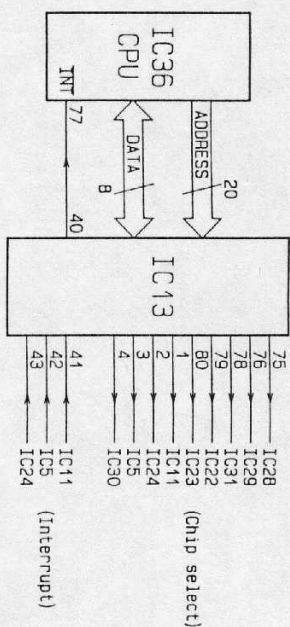 IC36
CPU
ADDRESS
20
DATA
8
INT
77
40
IC13
75 IC28
76 IC29
78 IC31
79 IC22
80 IC23
1 IC11
2 IC24
3 IC5
4 IC30
(Chip select)
41 IC11
42 IC5
43 IC24
(Interrupt)